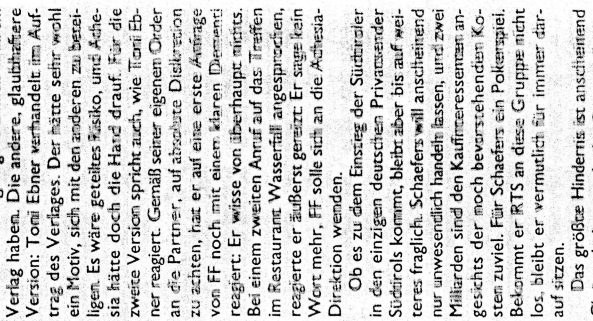 Verlag haben. Die andere, glaubhaftere
Version: Toni Ebner verhandelt im Auf-
trag des Verlages. Der hätte sehr wohl
ein Motiv, sich mit den anderen zu betei-
ligen. Es wäre geteiltes Risiko, und Athe-
sia hätte doch die Hand drauf. Für die
zweite Version spricht auch, wie Toni Eb-
ner reagiert. Gemäß seiner eigenen Order
an die Partner, auf absolute Diskretion
zu achten, hat er auf eine erste Anfrage
von FF noch mit einem klaren Dementi
reagiert: Er wisse von überhaupt nichts.
Bei einem zweiten Anruf auf das Treffen
im Restaurant Wasserfall angesprochen,
reagierte er äußerst gereizt: Er sage kein
Wort mehr, FF solle sich an die Athesia-
Direktion wenden.
Ob es zu dem Einstieg der Südtiroler
in den einzigen deutschen Privatsender
Südtirols kommt, bleibt aber bis auf wei-
teres fraglich. Schaefers will anscheinend
nur unwesentlich handeln lassen, und zwei
Milliarden sind den Kaufinteressenten an-
gesichts der noch bevorstehenden Ko-
sten zuviel. Für Schaefers ein Pokerspiel.
Bekommt er RTS an diese Gruppe nicht
los, bleibt er vermutlich für immer dar-
auf sitzen.
Das größte Hindernis ist anscheinend